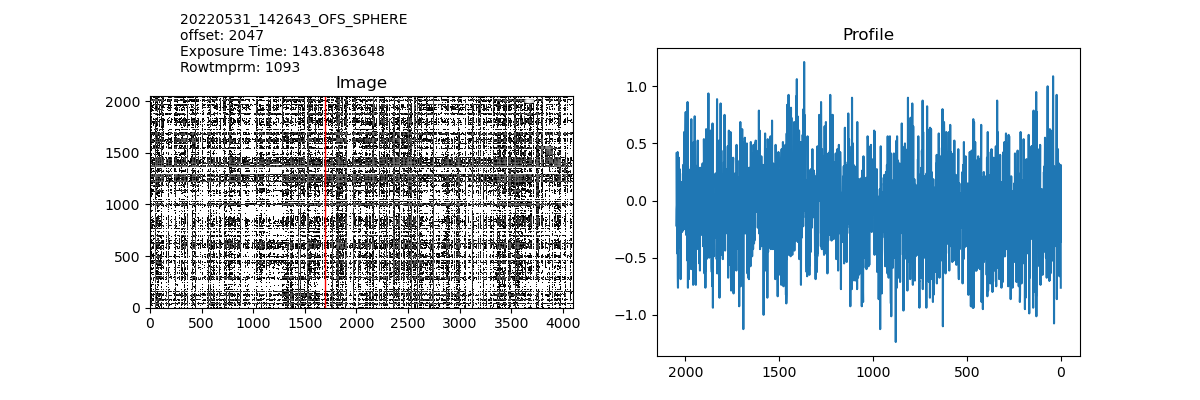 20220531_142643_OFS_SPHERE
offset: 2047
Exposure Time: 143.8363648
Rowtmprm: 1093
Image
2000
1500
1000
500
0
0 500 1000 1500 2000 2500 3000 3500 4000
Profile
1.0
0.5
0.0
−0.5
−1.0
2000 1500 1000 500 0